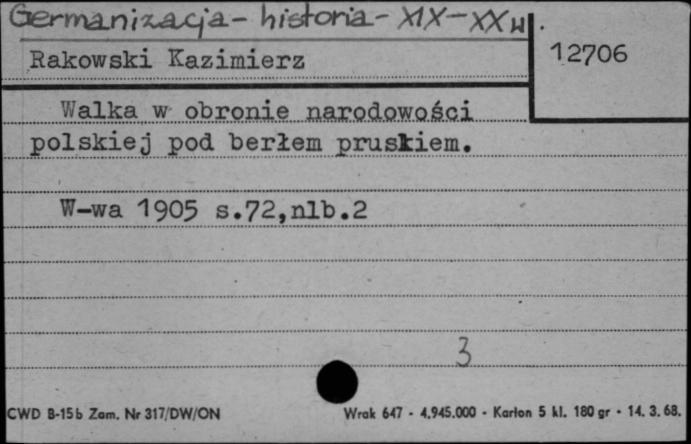 Germanizacja - historia - XIX - XX w.
Rakowski Kazimierz
12706
Walka w obronie narodowości
polskiej pod berłem pruskiem.
W-wa 1905 s.72,nlb.2
3
CWD B-15b Zam. Nr 317/DW/ON
Wrak 647 - 4.945.000 - Karton 5 kl. 180 gr - 14. 3. 68.